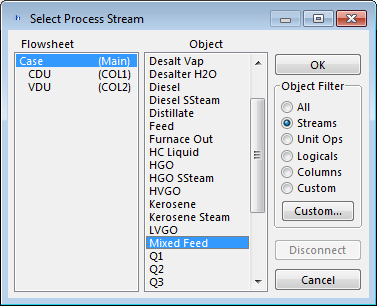 Select Process Stream
Flowsheet
Case (Main)
CDU (COL1)
VDU (COL2)
Object
Desalt Vap
Desalter H2O
Diesel
Diesel SSteam
Distillate
Feed
Furnace Out
HC Liquid
HGO
HGO SSteam
HVGO
Kerosene
Kerosene Steam
LVGO
Mixed Feed
Q1
Q2
Q3
OK
Object Filter
All
Streams
Unit Ops
Logicals
Columns
Custom
Custom...
Disconnect
Cancel